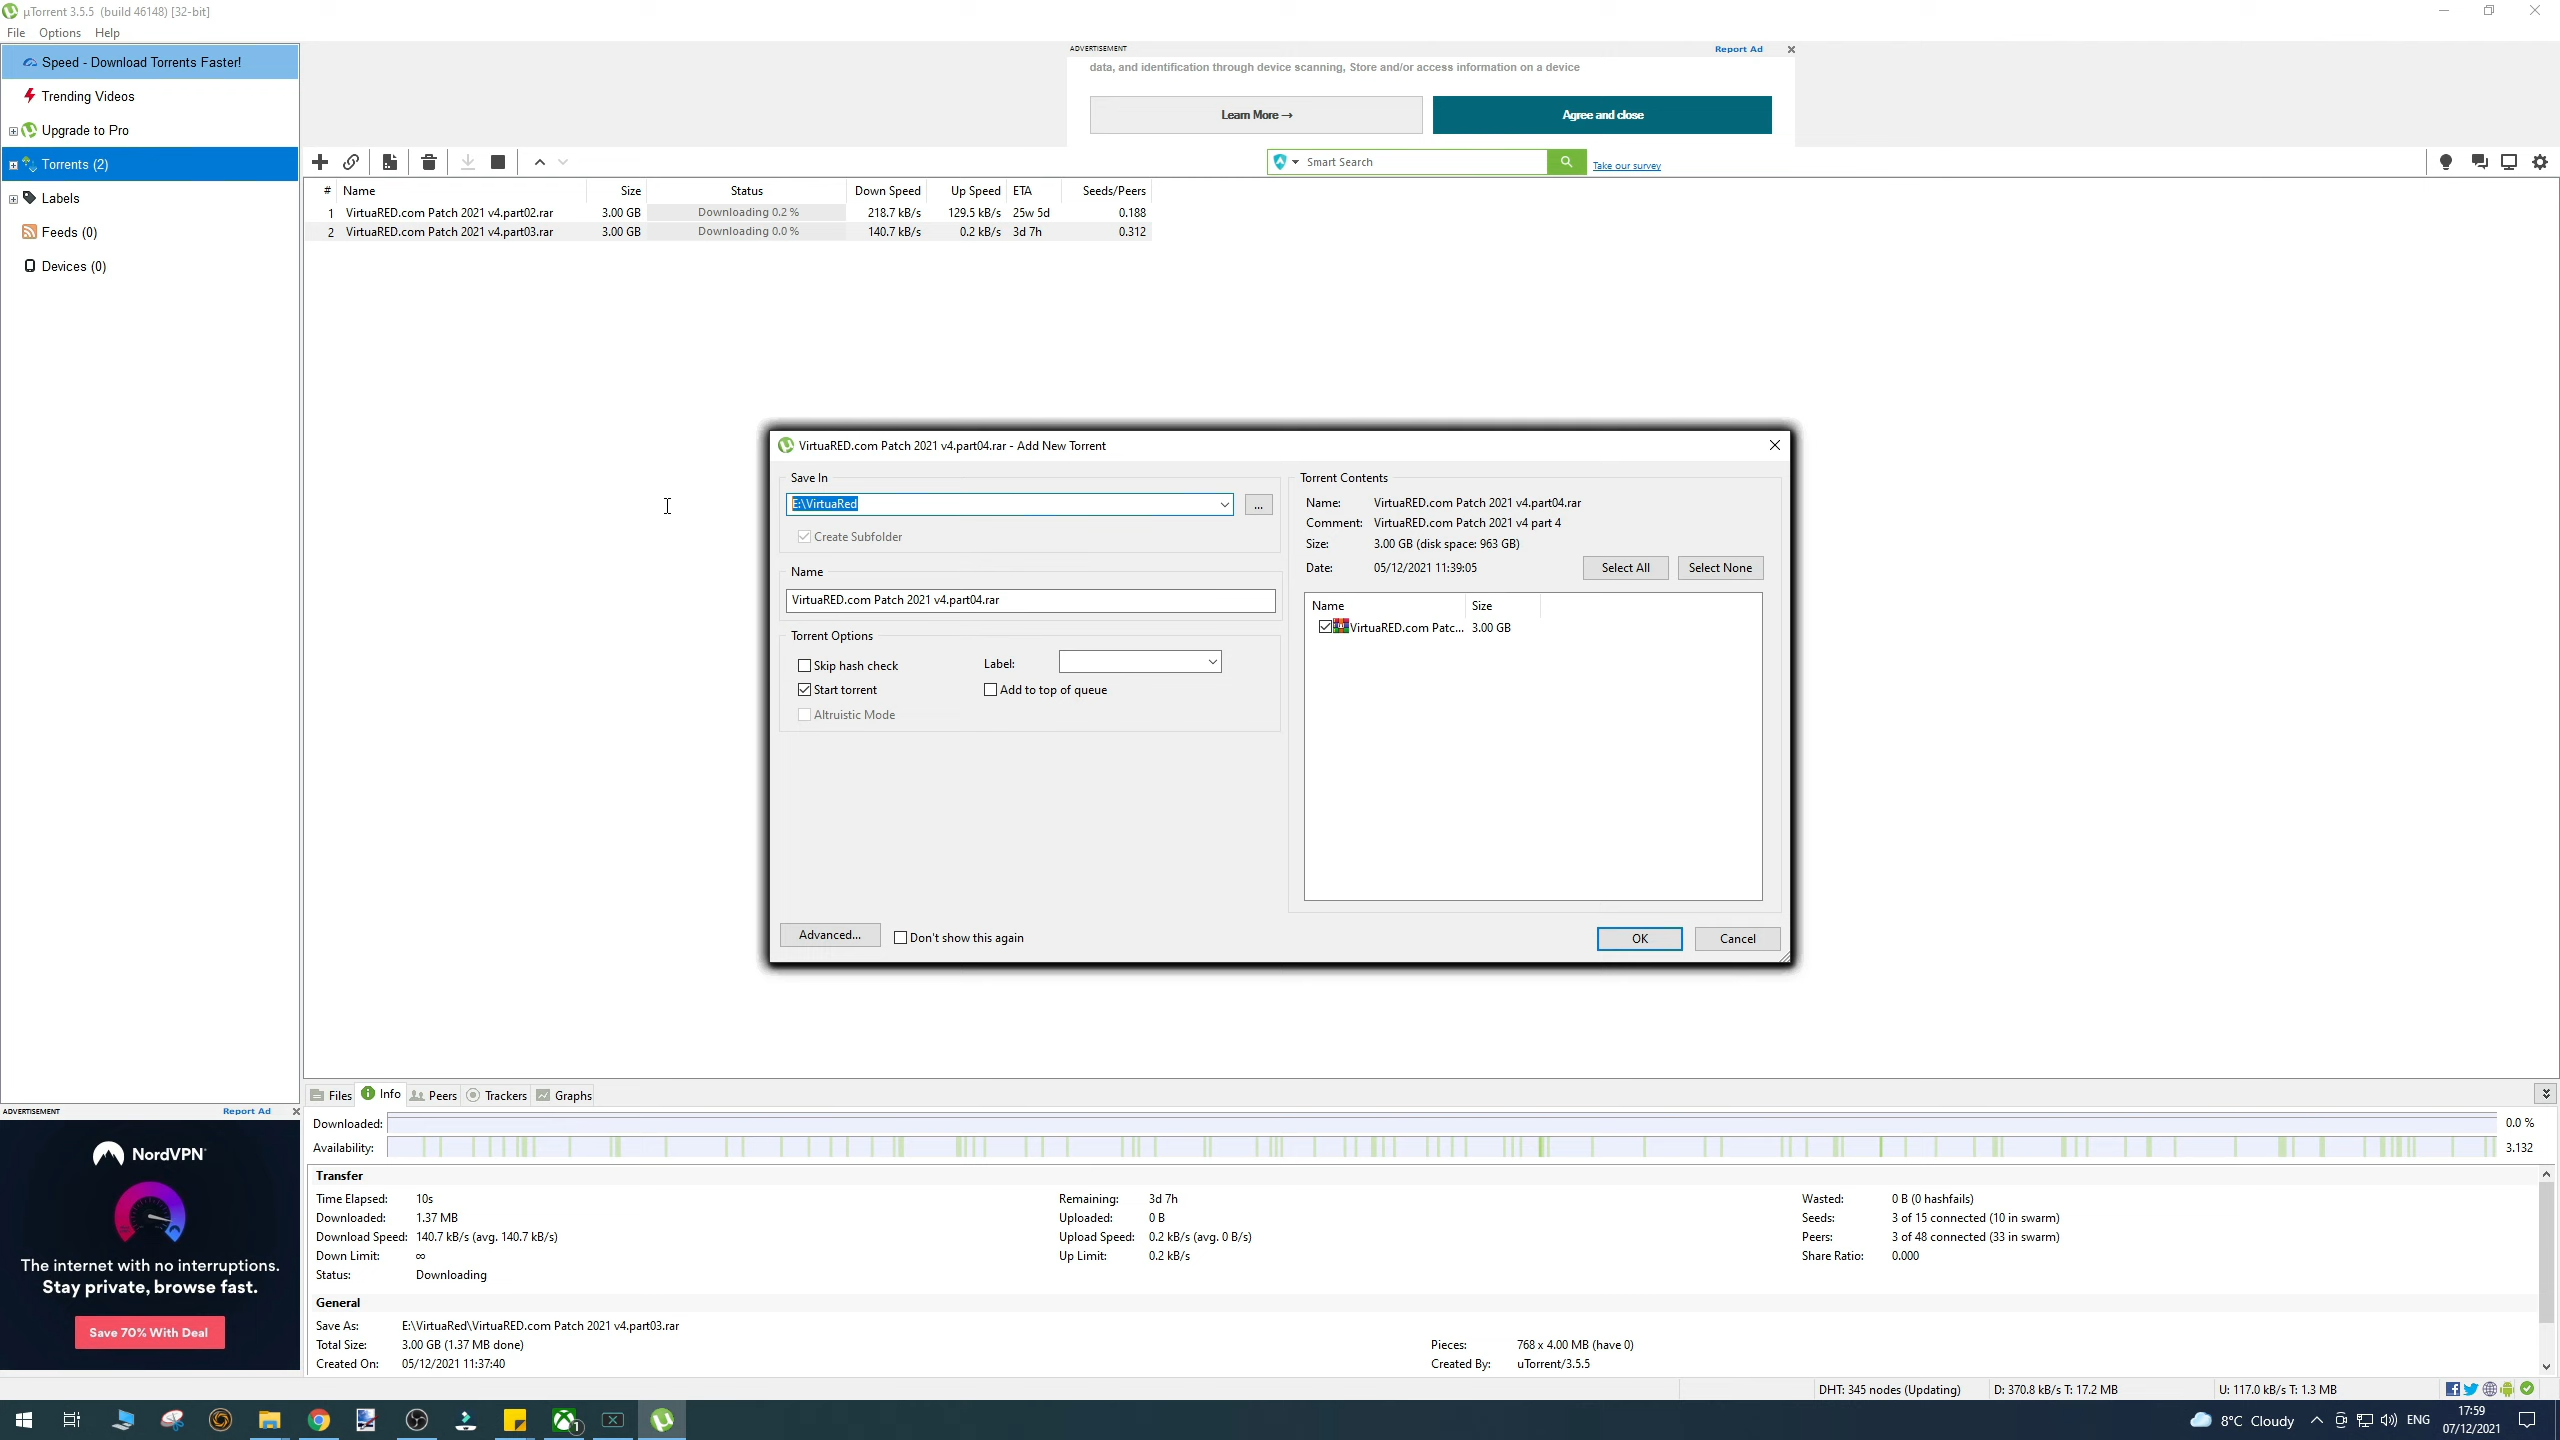 µTorrent 3.5.5 (build 46148) [32-bit]
File Options Help
Speed - Download Torrents Faster!
Trending Videos
Upgrade to Pro
Torrents (2)
Labels
Feeds (0)
Devices (0)
ADVERTISEMENT Report Ad
data, and identification through device scanning, Store and/or access information on a device
Learn More → Agree and close
Smart Search Take our survey
# Name Size Status Down Speed Up Speed ETA Seeds/Peers
1 VirtuaRED.com Patch 2021 v4.part02.rar 3.00 GB Downloading 0.2 % 218.7 kB/s 129.5 kB/s 25w 5d 0.188
2 VirtuaRED.com Patch 2021 v4.part03.rar 3.00 GB Downloading 0.0 % 140.7 kB/s 0.2 kB/s 3d 7h 0.312
VirtuaRED.com Patch 2021 v4.part04.rar - Add New Torrent
Save In
E:\VirtuaRed
...
Create Subfolder
Name
VirtuaRED.com Patch 2021 v4.part04.rar
Torrent Options
Skip hash check Label:
Start torrent Add to top of queue
Altruistic Mode
Advanced... Don't show this again
Torrent Contents
Name: VirtuaRED.com Patch 2021 v4.part04.rar
Comment: VirtuaRED.com Patch 2021 v4 part 4
Size: 3.00 GB (disk space: 963 GB)
Date: 05/12/2021 11:39:05 Select All Select None
Name Size
VirtuaRED.com Patc... 3.00 GB
OK Cancel
Files Info Peers Trackers Graphs
Downloaded: 0.0 %
Availability: 3.132
Transfer
Time Elapsed: 10s Remaining: 3d 7h Wasted: 0 B (0 hashfails)
Downloaded: 1.37 MB Uploaded: 0 B Seeds: 3 of 15 connected (10 in swarm)
Download Speed: 140.7 kB/s (avg. 140.7 kB/s) Upload Speed: 0.2 kB/s (avg. 0 B/s) Peers: 3 of 48 connected (33 in swarm)
Down Limit: ∞ Up Limit: 0.2 kB/s Share Ratio: 0.000
Status: Downloading
General
Save As: E:\VirtuaRed\VirtuaRED.com Patch 2021 v4.part03.rar
Total Size: 3.00 GB (1.37 MB done) Pieces: 768 x 4.00 MB (have 0)
Created On: 05/12/2021 11:37:40 Created By: uTorrent/3.5.5
ADVERTISEMENT Report Ad
NordVPN
The internet with no interruptions.
Stay private, browse fast.
Save 70% With Deal
DHT: 345 nodes (Updating) D: 370.8 kB/s T: 17.2 MB U: 117.0 kB/s T: 1.3 MB
1
8°C Cloudy ENG
17:59
07/12/2021